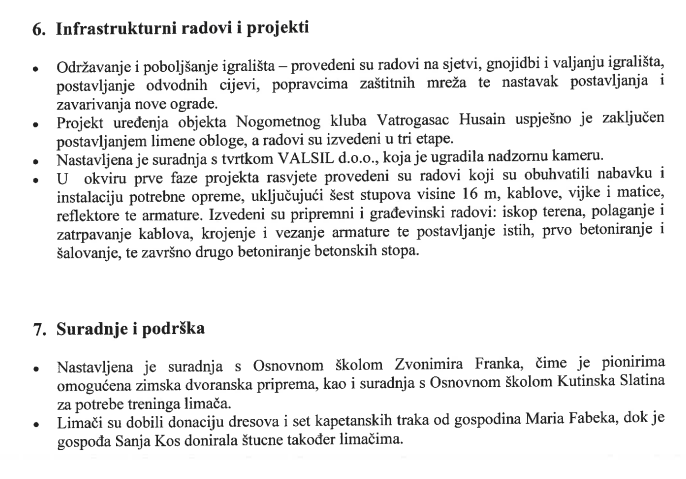 6. Infrastrukturni radovi i projekti
• Održavanje i poboljšanje igrališta – provedeni su radovi na sjetvi, gnojidbi i valjanju igrališta,
postavljanje odvodnih cijevi, popravcima zaštitnih mreža te nastavak postavljanja i
zavarivanja nove ograde.
• Projekt uređenja objekta Nogometnog kluba Vatrogasac Husain uspješno je zaključen
postavljanjem limene obloge, a radovi su izvedeni u tri etape.
• Nastavljena je suradnja s tvrtkom VALSIL d.o.o., koja je ugradila nadzornu kameru.
• U okviru prve faze projekta rasvjete provedeni su radovi koji su obuhvatili nabavku i
instalaciju potrebne opreme, uključujući šest stupova visine 16 m, kablove, vijke i matice,
reflektore te armature. Izvedeni su pripremni i građevinski radovi: iskop terena, polaganje i
zatrpavanje kablova, krojenje i vezanje armature te postavljanje istih, prvo betoniranje i
šalovanje, te završno drugo betoniranje betonskih stopa.
7. Suradnje i podrška
• Nastavljena je suradnja s Osnovnom školom Zvonimira Franka, čime je pionirima
omogućena zimska dvoranska priprema, kao i suradnja s Osnovnom školom Kutinska Slatina
za potrebe treninga limača.
• Limači su dobili donaciju dresova i set kapetanskih traka od gospodina Maria Fabeka, dok je
gospođa Sanja Kos donirala štucne također limačima.